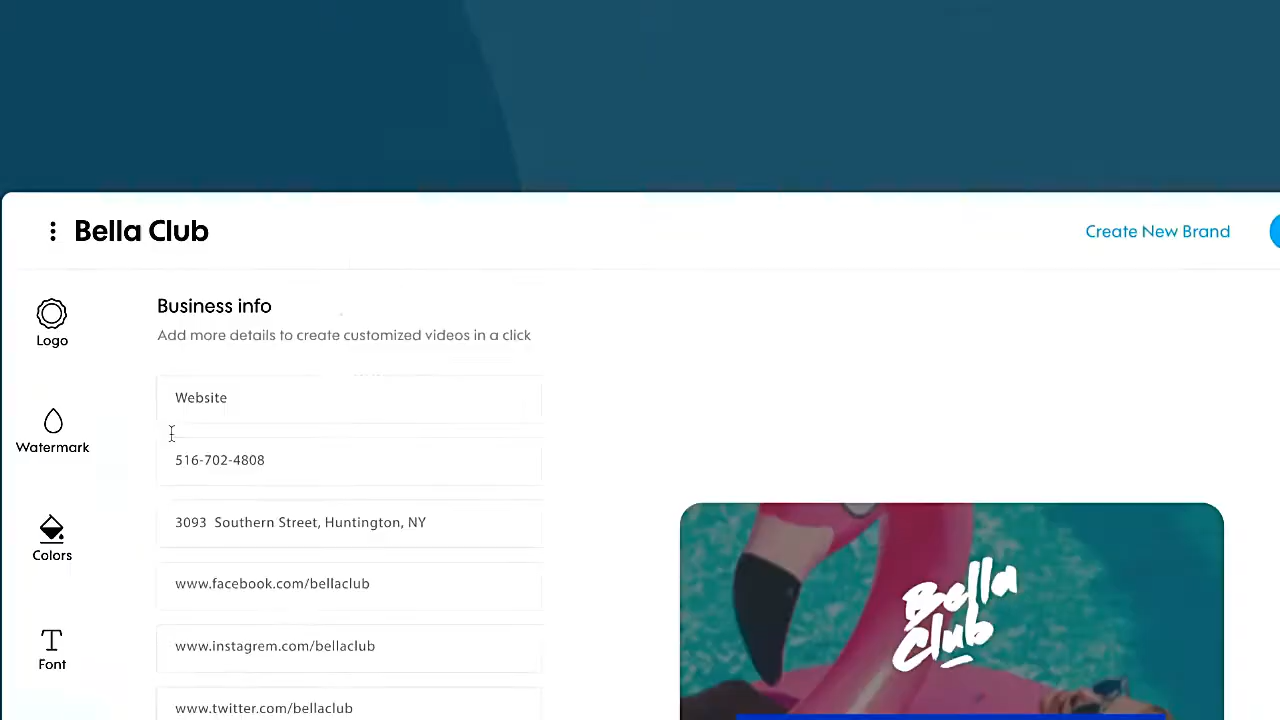 Bella Club
Create New Brand
Logo
Watermark
Colors
Font
Business info
Add more details to create customized videos in a click
Website
516-702-4808
3093 Southern Street, Huntington, NY
www.facebook.com/bellaclub
www.instagrem.com/bellaclub
www.twitter.com/bellaclub
Bella
Club